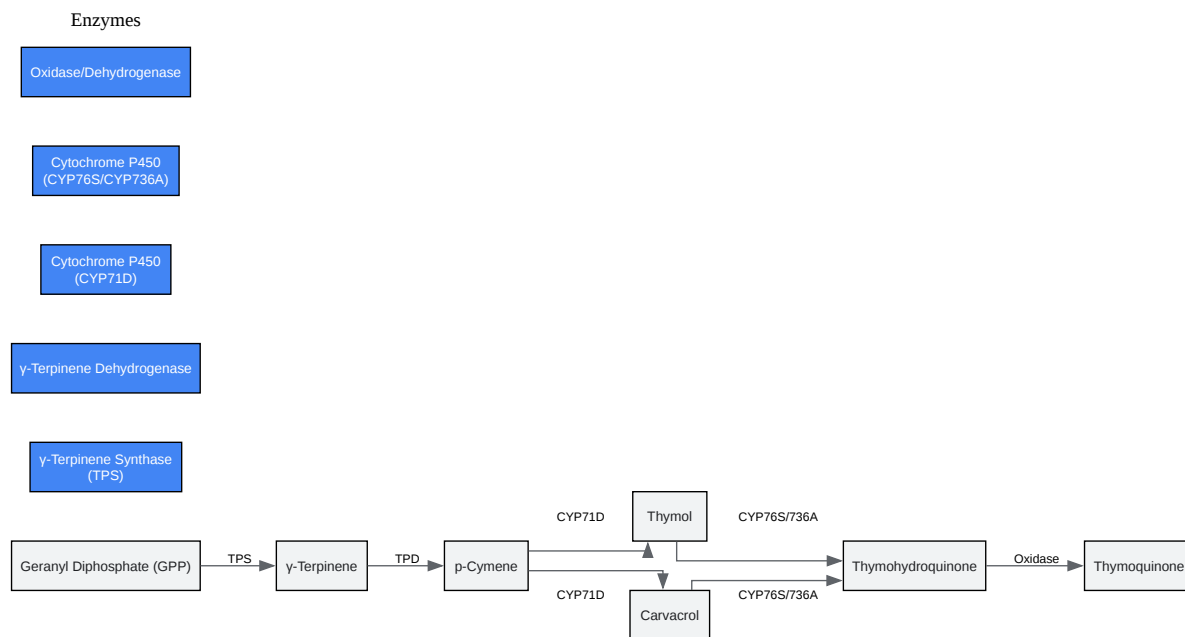 Enzymes
Oxidase/Dehydrogenase
Cytochrome P450
(CYP76S/CYP736A)
Cytochrome P450
(CYP71D)
γ-Terpinene Dehydrogenase
γ-Terpinene Synthase
(TPS)
CYP71D
Thymol
CYP76S/736A
Geranyl Diphosphate (GPP)
TPS
γ-Terpinene
TPD
p-Cymene
Thymohydroquinone
Oxidase
Thymoquinone
CYP71D
Carvacrol
CYP76S/736A